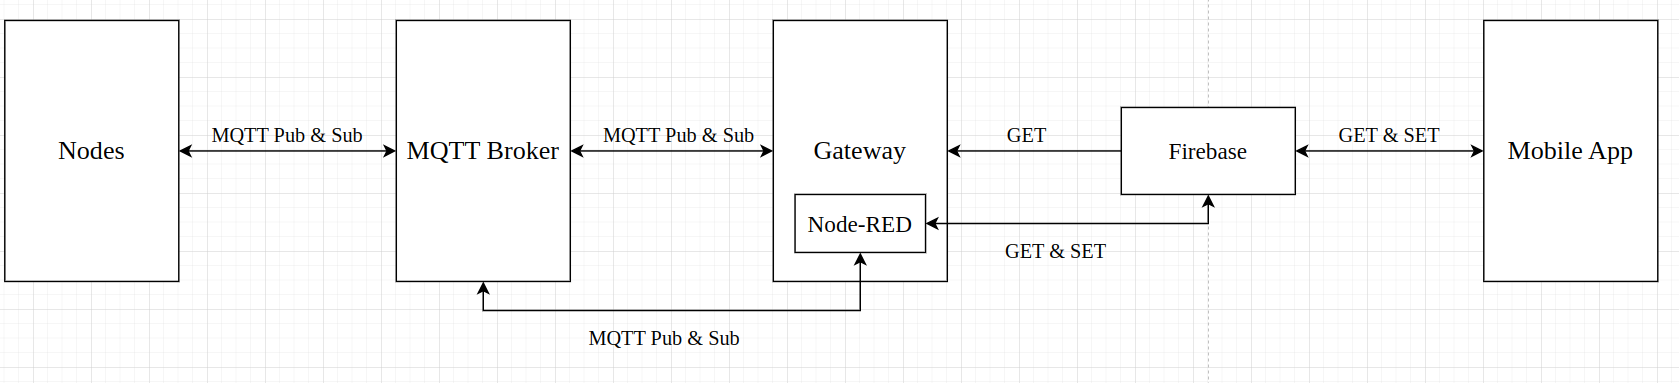 Nodes
MQTT Pub & Sub
MQTT Broker
MQTT Pub & Sub
Gateway
Node-RED
MQTT Pub & Sub
GET
GET & SET
Firebase
GET & SET
Mobile App